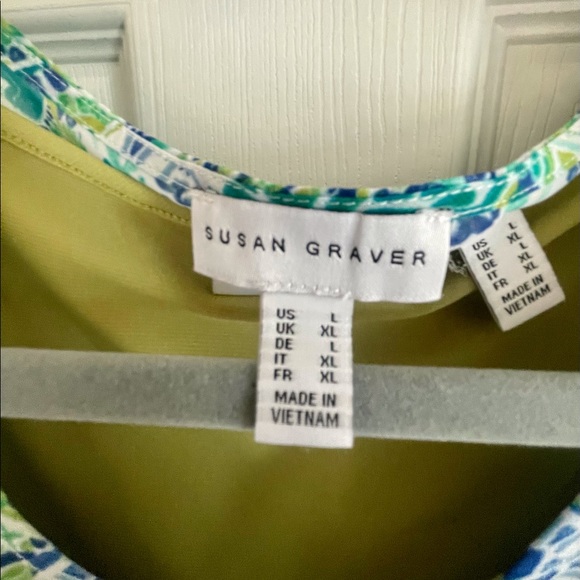 SUSAN GRAVER
US L
UK XL
DE L
IT XL
FR XL
MADE IN
VIETNAM
US L
UK XL
DE L
IT XL
FR XL
MADE IN
VIETNAM